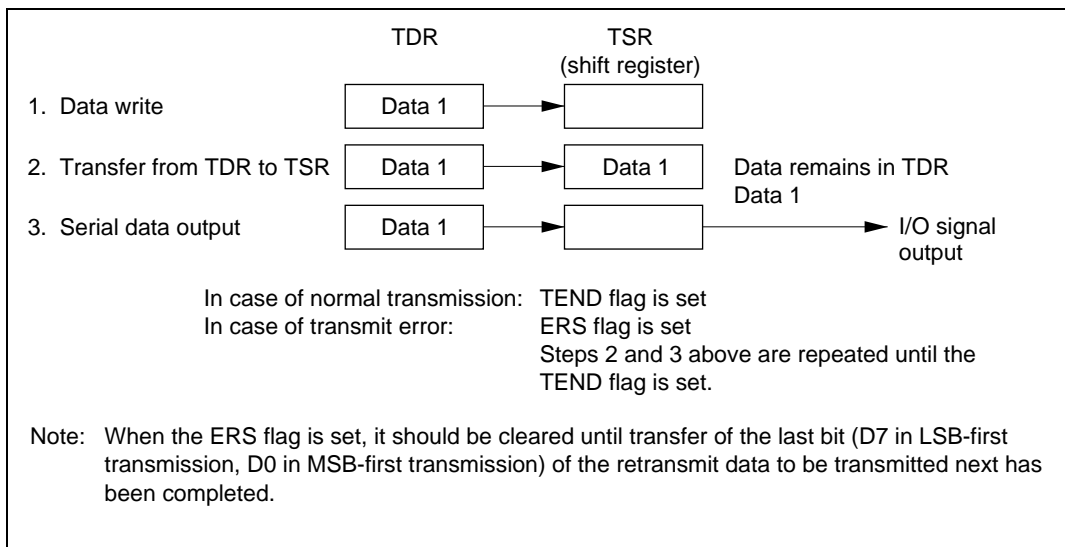 TDR TSR
(shift register)
1. Data write Data 1
2. Transfer from TDR to TSR Data 1 Data 1 Data remains in TDR
Data 1
3. Serial data output Data 1 I/O signal
output
In case of normal transmission: TEND flag is set
In case of transmit error: ERS flag is set
Steps 2 and 3 above are repeated until the
TEND flag is set.
Note: When the ERS flag is set, it should be cleared until transfer of the last bit (D7 in LSB-first
transmission, D0 in MSB-first transmission) of the retransmit data to be transmitted next has
been completed.